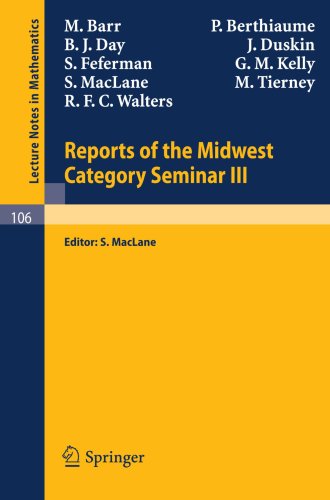 Lecture Notes in Mathematics
106
M. Barr
P. Berthiaume
B. J. Day
J. Duskin
S. Feferman
G. M. Kelly
S. MacLane
M. Tierney
R. F. C. Walters
Reports of the Midwest
Category Seminar III
Editor: S. MacLane
Springer